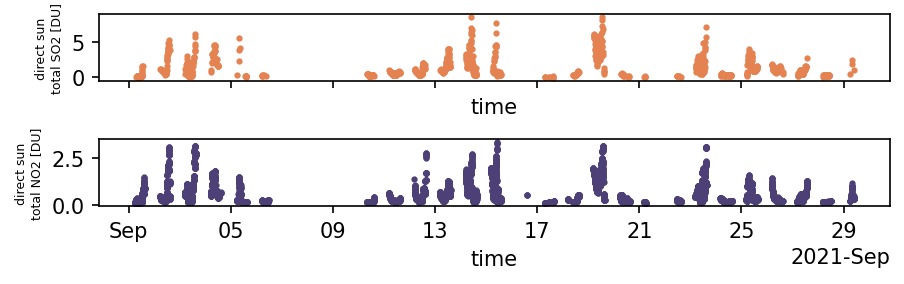 direct sun
total SO2 [DU]
5
0
time
direct sun
total NO2 [DU]
2.5
0.0
Sep 05 09 13 17 21 25 29
time
2021-Sep